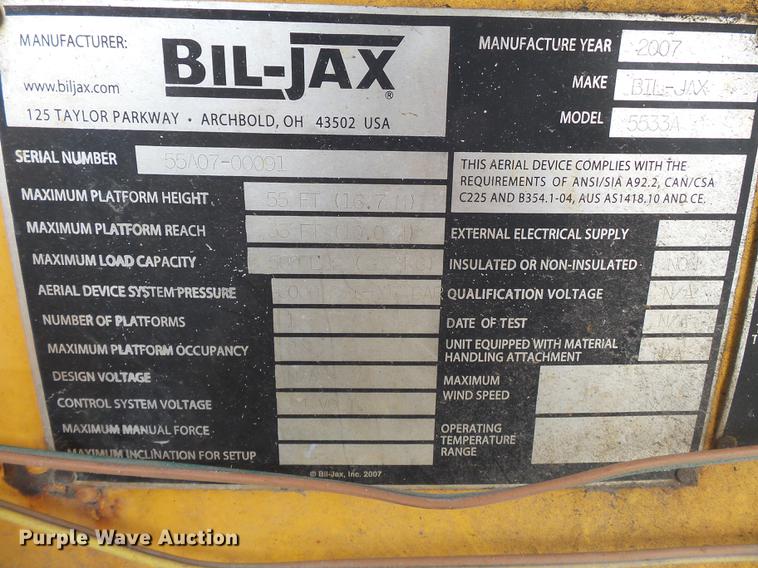 MANUFACTURER:
BIL-JAX®
www.biljax.com
125 TAYLOR PARKWAY • ARCHBOLD, OH 43502 USA
MANUFACTURE YEAR 2007
MAKE BIL-JAX
MODEL 5533A
SERIAL NUMBER 55A07-00091
MAXIMUM PLATFORM HEIGHT 55 FT (16.7 M)
MAXIMUM PLATFORM REACH
MAXIMUM LOAD CAPACITY
AERIAL DEVICE SYSTEM PRESSURE
NUMBER OF PLATFORMS
MAXIMUM PLATFORM OCCUPANCY
DESIGN VOLTAGE
CONTROL SYSTEM VOLTAGE
MAXIMUM MANUAL FORCE
MAXIMUM INCLINATION FOR SETUP
THIS AERIAL DEVICE COMPLIES WITH THE
REQUIREMENTS OF ANSI/SIA A92.2, CAN/CSA
C225 AND B354.1-04, AUS AS1418.10 AND CE.
EXTERNAL ELECTRICAL SUPPLY
INSULATED OR NON-INSULATED NON
QUALIFICATION VOLTAGE N/A
DATE OF TEST
UNIT EQUIPPED WITH MATERIAL
HANDLING ATTACHMENT
MAXIMUM
WIND SPEED
OPERATING
TEMPERATURE
RANGE
© Bil-Jax, Inc. 2007
Purple Wave Auction